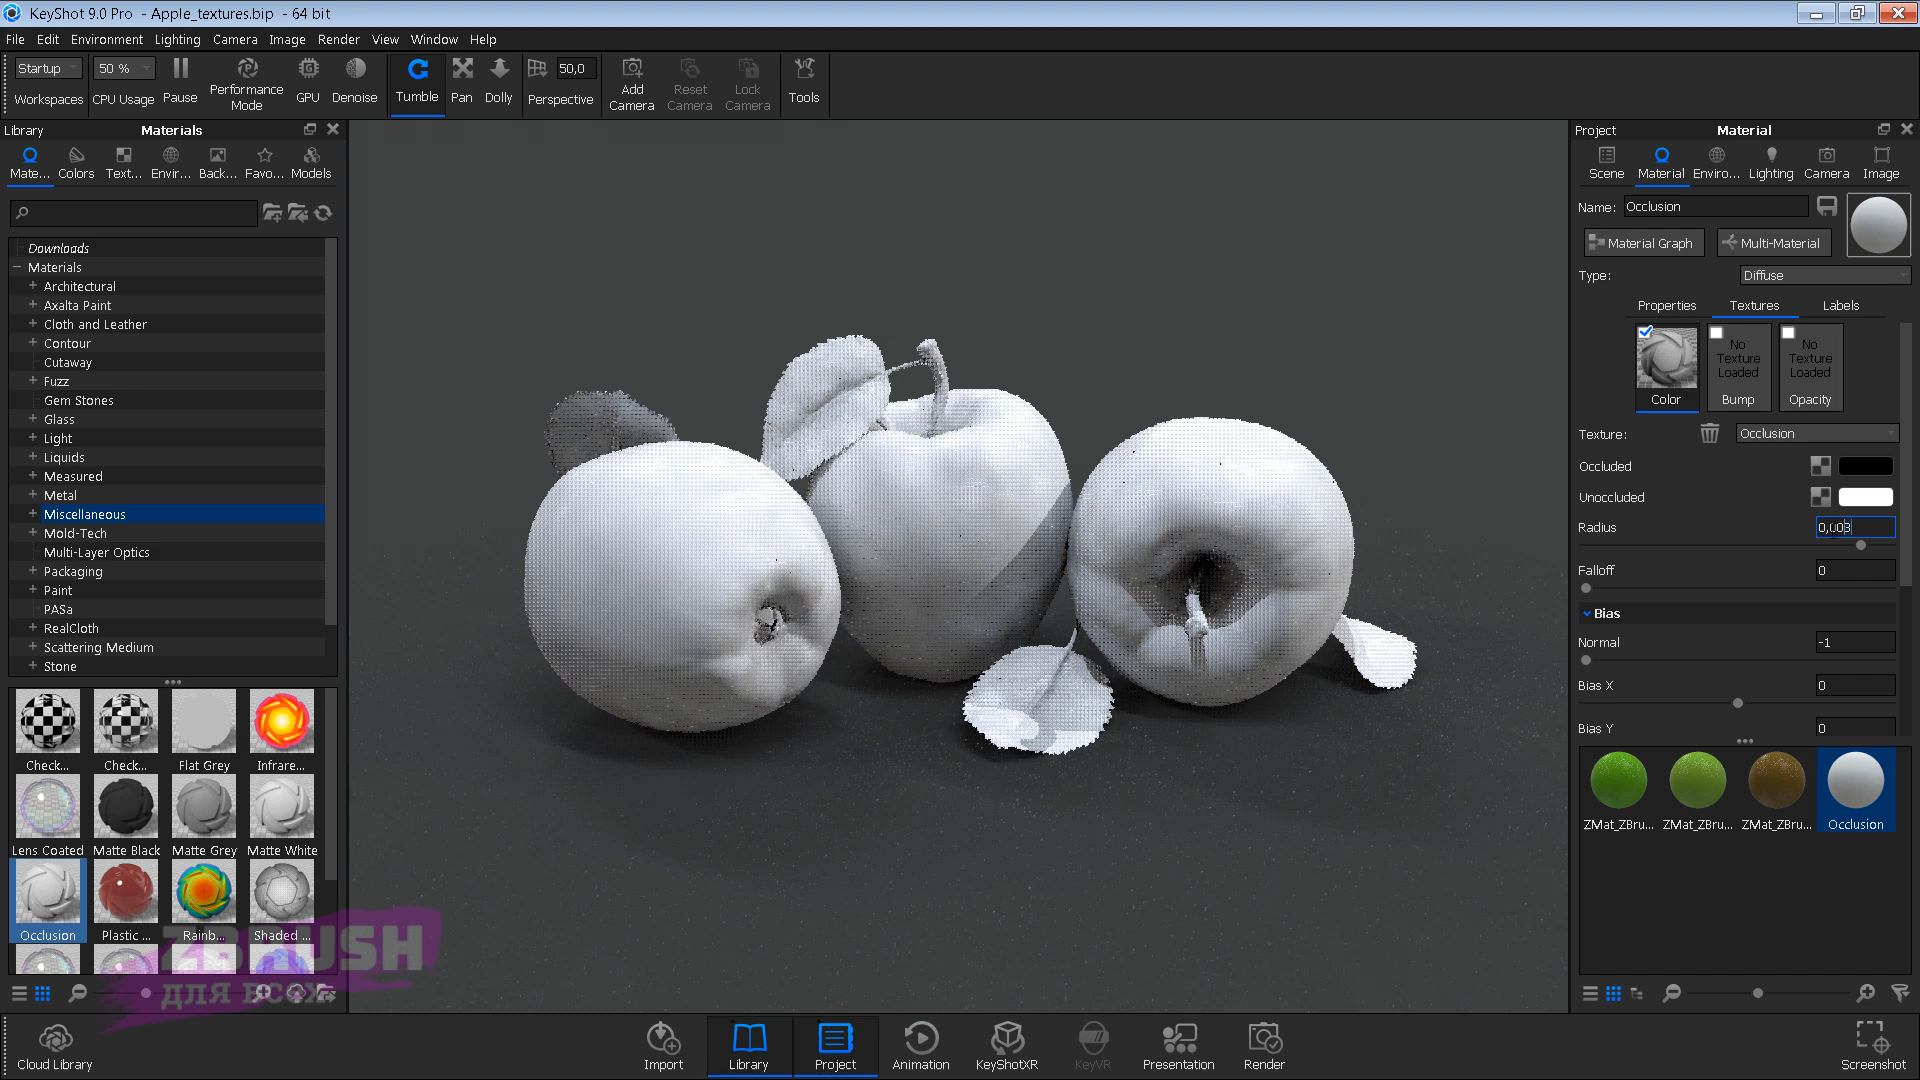 KeyShot 9.0 Pro - Apple_textures.bip - 64 bit
File Edit Environment Lighting Camera Image Render View Window Help
Startup 50 % 50,0
Workspaces CPU Usage Pause Performance Mode GPU Denoise Tumble Pan Dolly Perspective Add Camera Reset Camera Lock Camera Tools
Library Materials
Mate... Colors Text... Envir... Back... Favo... Models
Downloads
Materials
Architectural
Axalta Paint
Cloth and Leather
Contour
Cutaway
Fuzz
Gem Stones
Glass
Light
Liquids
Measured
Metal
Miscellaneous
Mold-Tech
Multi-Layer Optics
Packaging
Paint
PASa
RealCloth
Scattering Medium
Stone
Check... Check... Flat Grey Infrare...
Lens Coated Matte Black Matte Grey Matte White
Occlusion Plastic ... Rainb... Shaded ...
ZBRUSH
ДЛЯ ВСЕХ
Project Material
Scene Material Enviro... Lighting Camera Image
Name: Occlusion
Material Graph Multi-Material
Type: Diffuse
Properties Textures Labels
No Texture Loaded No Texture Loaded
Color Bump Opacity
Texture: Occlusion
Occluded
Unoccluded
Radius 0,003
Falloff 0
Bias
Normal -1
Bias X 0
Bias Y 0
ZMat_ZBru... ZMat_ZBru... ZMat_ZBru... Occlusion
Cloud Library Import Library Project Animation KeyShotXR KeyVR Presentation Render Screenshot